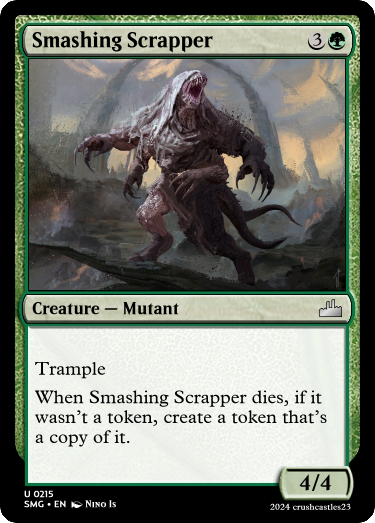 Smashing Scrapper 3
Creature — Mutant
Trample
When Smashing Scrapper dies, if it
wasn't a token, create a token that's
a copy of it.
4/4
U 0215
SMG • EN Nino Is
2024 crushcastles23